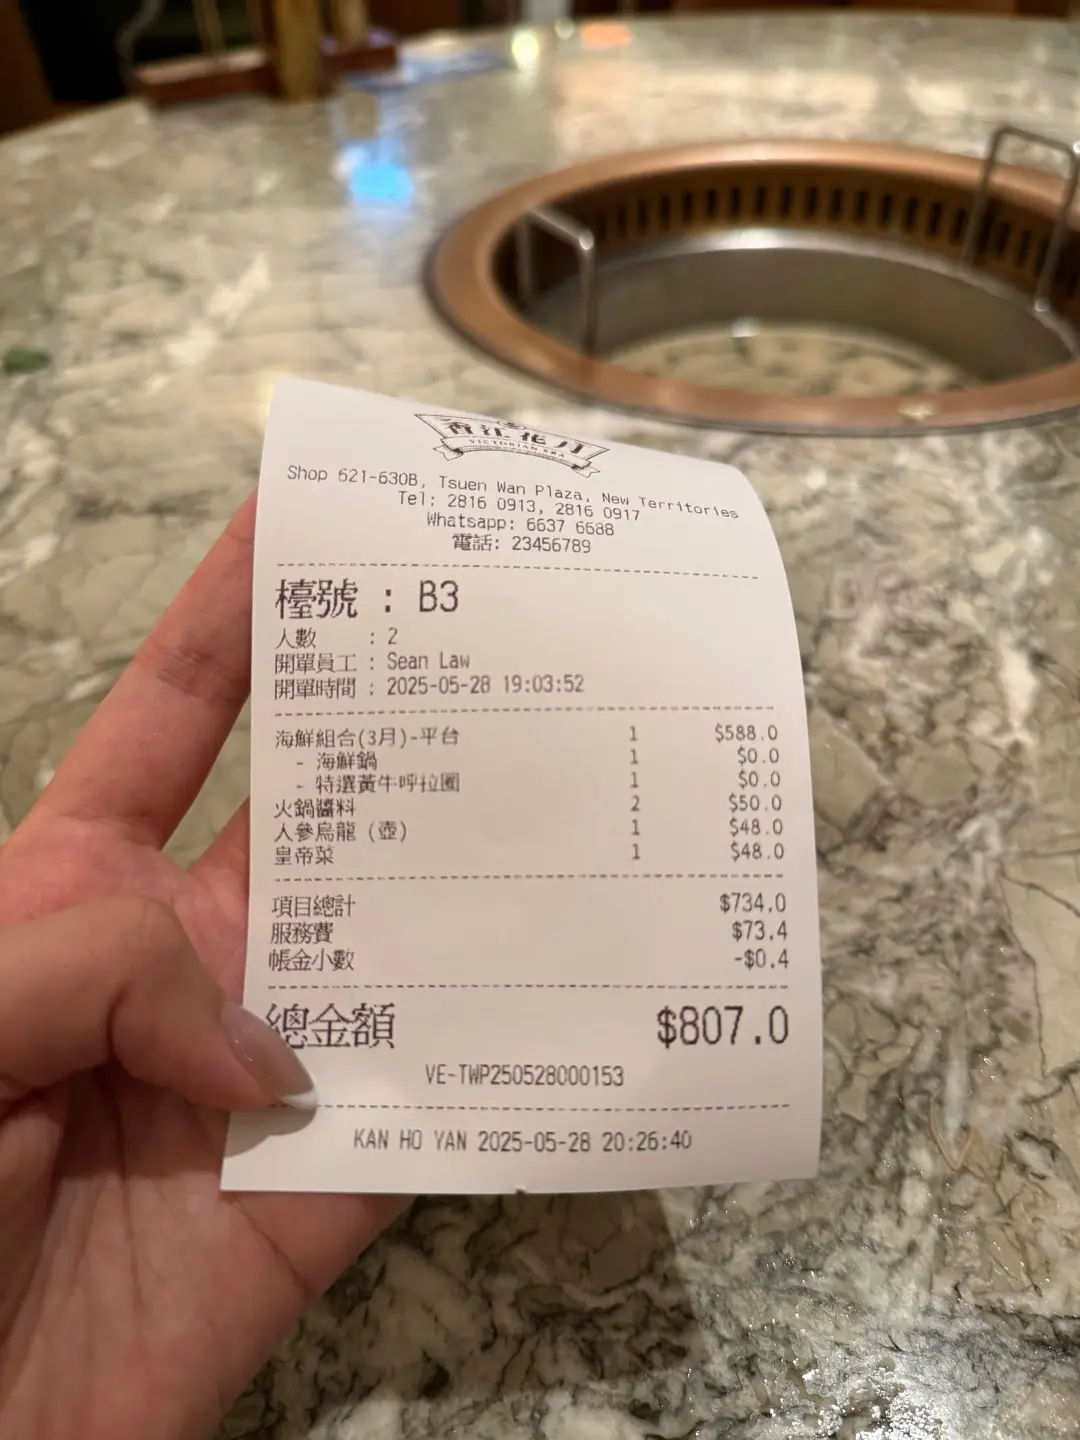 香江花月
VICTORIAN ERA
Shop 621-630B, Tsuen Wan Plaza, New Territories
Tel: 2816 0913, 2816 0917
Whatsapp: 6637 6688
電話: 23456789
檯號 : B3
人數 : 2
開單員工 : Sean Law
開單時間 : 2025-05-28 19:03:52
海鮮組合(3月)-平台 1 $588.0
- 海鮮鍋 1 $0.0
- 特選黃牛呼拉圈 1 $0.0
火鍋醬料 2 $50.0
人參烏龍 (壺) 1 $48.0
皇帝菜 1 $48.0
項目總計 $734.0
服務費 $73.4
帳金小數 -$0.4
總金額 $807.0
VE-TWP250528000153
KAN HO YAN 2025-05-28 20:26:40